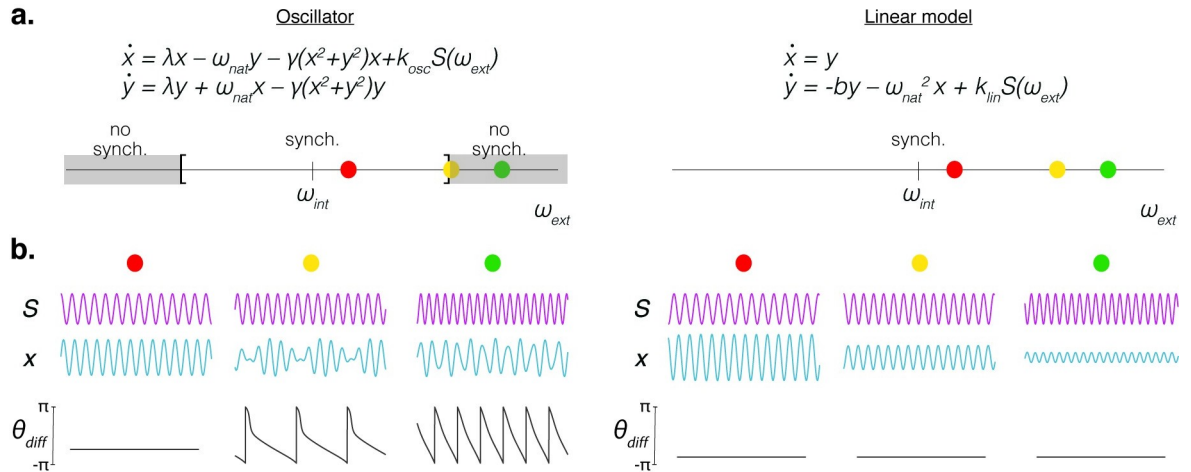 a.
Oscillator
Linear model
ẋ = λx – ω_nat y – γ(x²+y²)x+k_osc S(ω_ext)
ẏ = λy + ω_nat x – γ(x²+y²)y
ẋ = y
ẏ = -by – ω_nat² x + k_lin S(ω_ext)
no
synch.
synch.
no
synch.
synch.
ω_int
ω_ext
ω_int
ω_ext
b.
S
x
π
θ_diff
-π
π
θ_diff
-π